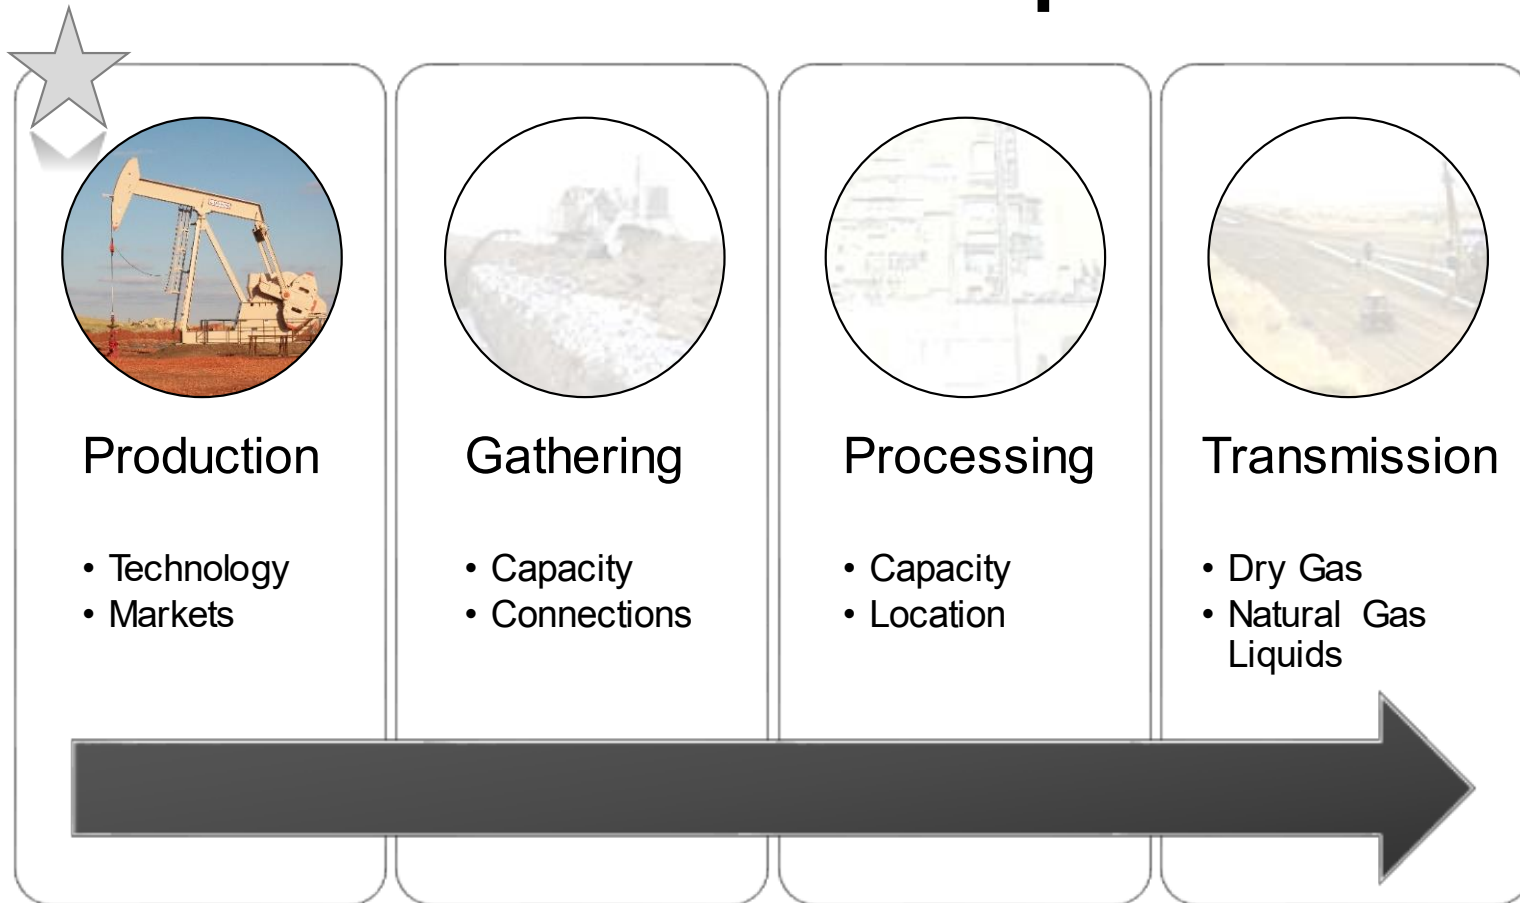 Production
Gathering
Processing
Transmission
• Technology
• Markets
• Capacity
• Connections
• Capacity
• Location
• Dry Gas
• Natural Gas
Liquids